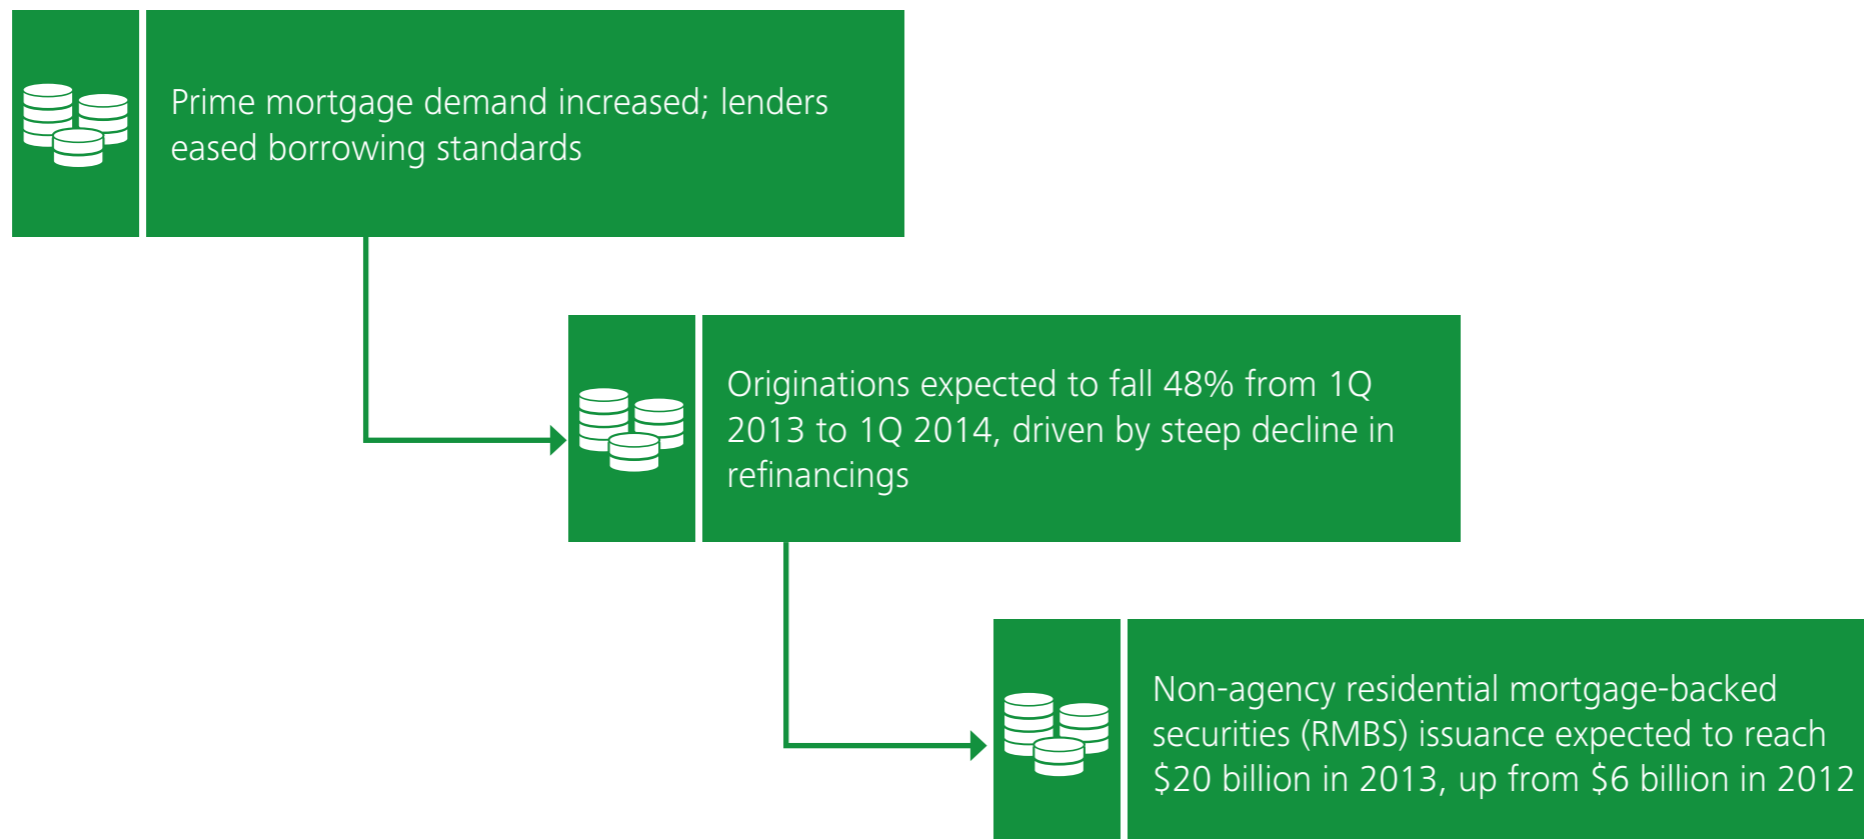 Prime mortgage demand increased; lenders
eased borrowing standards
Originations expected to fall 48% from 1Q
2013 to 1Q 2014, driven by steep decline in
refinancings
Non-agency residential mortgage-backed
securities (RMBS) issuance expected to reach
$20 billion in 2013, up from $6 billion in 2012